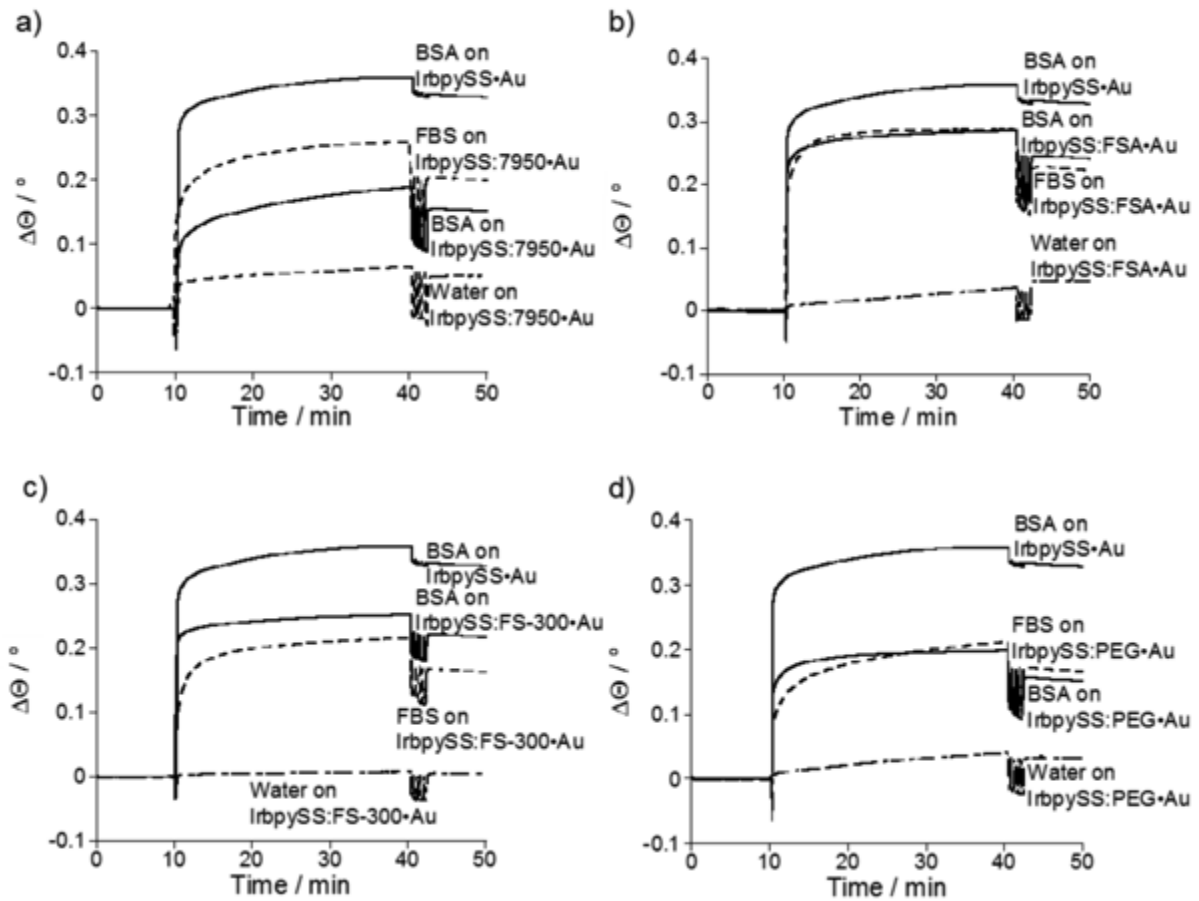 a)
0.4
0.3
0.2
0.1
0
-0.1
ΔΘ / °
BSA on
IrbpySS•Au
FBS on
IrbpySS:7950•Au
BSA on
IrbpySS:7950•Au
Water on
IrbpySS:7950•Au
0 10 20 30 40 50
Time / min
b)
0.4
0.3
0.2
0.1
0
-0.1
ΔΘ / °
BSA on
IrbpySS•Au
BSA on
IrbpySS:FSA•Au
FBS on
IrbpySS:FSA•Au
Water on
IrbpySS:FSA•Au
0 10 20 30 40 50
Time / min
c)
0.4
0.3
0.2
0.1
0
-0.1
ΔΘ / °
BSA on
IrbpySS•Au
BSA on
IrbpySS:FS-300•Au
FBS on
IrbpySS:FS-300•Au
Water on
IrbpySS:FS-300•Au
0 10 20 30 40 50
Time / min
d)
0.4
0.3
0.2
0.1
0
-0.1
ΔΘ / °
BSA on
IrbpySS•Au
FBS on
IrbpySS:PEG•Au
BSA on
IrbpySS:PEG•Au
Water on
IrbpySS:PEG•Au
0 10 20 30 40 50
Time / min